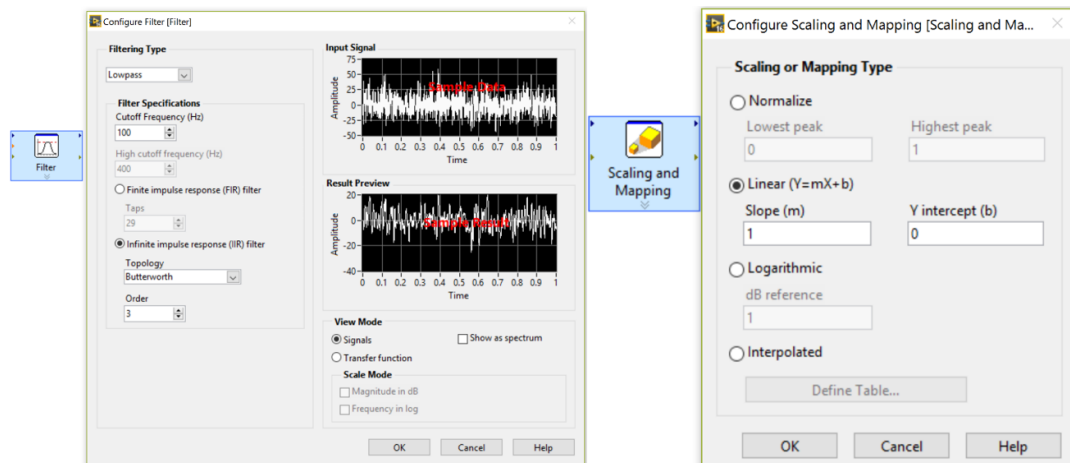 Filter
Configure Filter [Filter]
Filtering Type
Lowpass
Filter Specifications
Cutoff Frequency (Hz)
100
High cutoff frequency (Hz)
400
Finite impulse response (FIR) filter
Taps
29
Infinite impulse response (IIR) filter
Topology
Butterworth
Order
3
Input Signal
Amplitude
75
50
25
0
-25
-50
Sample Data
0 0.1 0.2 0.3 0.4 0.5 0.6 0.7 0.8 0.9 1
Time
Result Preview
Amplitude
20
0
-20
-40
Sample Result
0 0.1 0.2 0.3 0.4 0.5 0.6 0.7 0.8 0.9 1
Time
View Mode
Signals
Show as spectrum
Transfer function
Scale Mode
Magnitude in dB
Frequency in log
OK Cancel Help
Scaling and
Mapping
Configure Scaling and Mapping [Scaling and Ma...
Scaling or Mapping Type
Normalize
Lowest peak Highest peak
0 1
Linear (Y=mX+b)
Slope (m) Y intercept (b)
1 0
Logarithmic
dB reference
1
Interpolated
Define Table...
OK Cancel Help